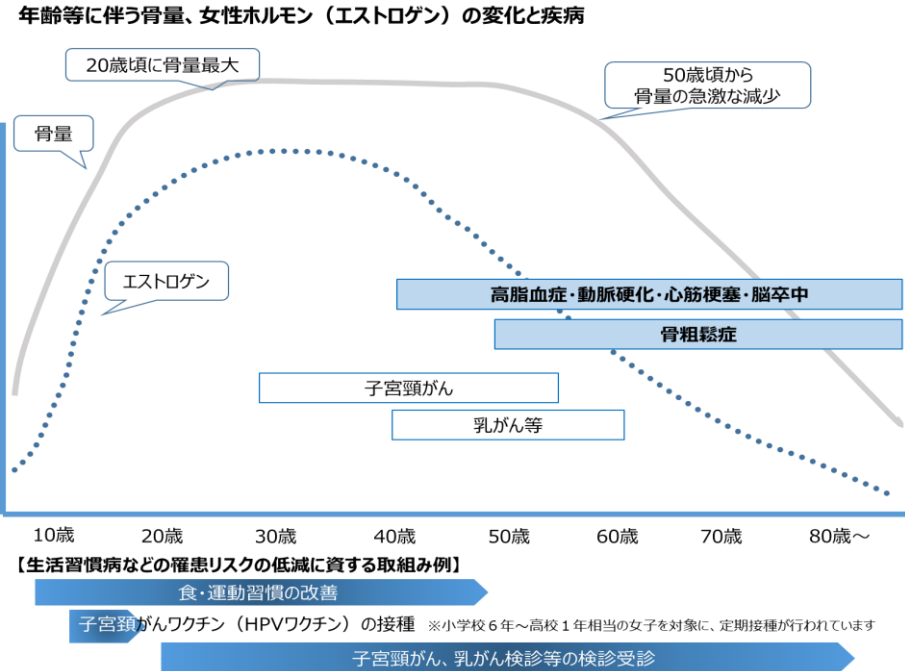 年齢等に伴う骨量、女性ホルモン（エストロゲン）の変化と疾病
20歳頃に骨量最大
50歳頃から
骨量の急激な減少
骨量
エストロゲン
高脂血症・動脈硬化・心筋梗塞・脳卒中
骨粗鬆症
子宮頸がん
乳がん等
10歳
20歳
30歳
40歳
50歳
60歳
70歳
80歳～
【生活習慣病などの罹患リスクの低減に資する取組み例】
食・運動習慣の改善
子宮頚がんワクチン（HPVワクチン）の接種 ※小学校６年～高校１年相当の女子を対象に、定期接種が行われています
子宮頸がん、乳がん検診等の検診受診